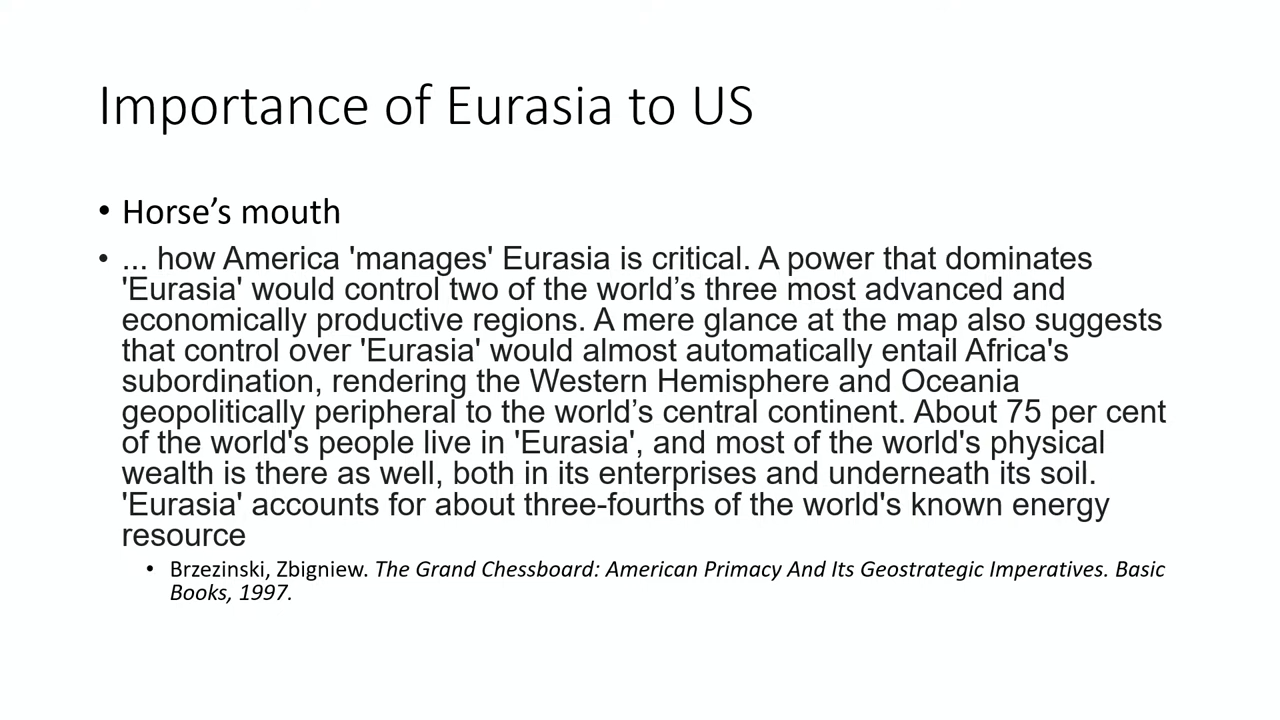 Importance of Eurasia to US
• Horse’s mouth
• ... how America 'manages' Eurasia is critical. A power that dominates
'Eurasia' would control two of the world’s three most advanced and
economically productive regions. A mere glance at the map also suggests
that control over 'Eurasia' would almost automatically entail Africa's
subordination, rendering the Western Hemisphere and Oceania
geopolitically peripheral to the world’s central continent. About 75 per cent
of the world's people live in 'Eurasia', and most of the world's physical
wealth is there as well, both in its enterprises and underneath its soil.
'Eurasia' accounts for about three-fourths of the world's known energy
resource
• Brzezinski, Zbigniew. The Grand Chessboard: American Primacy And Its Geostrategic Imperatives. Basic
Books, 1997.